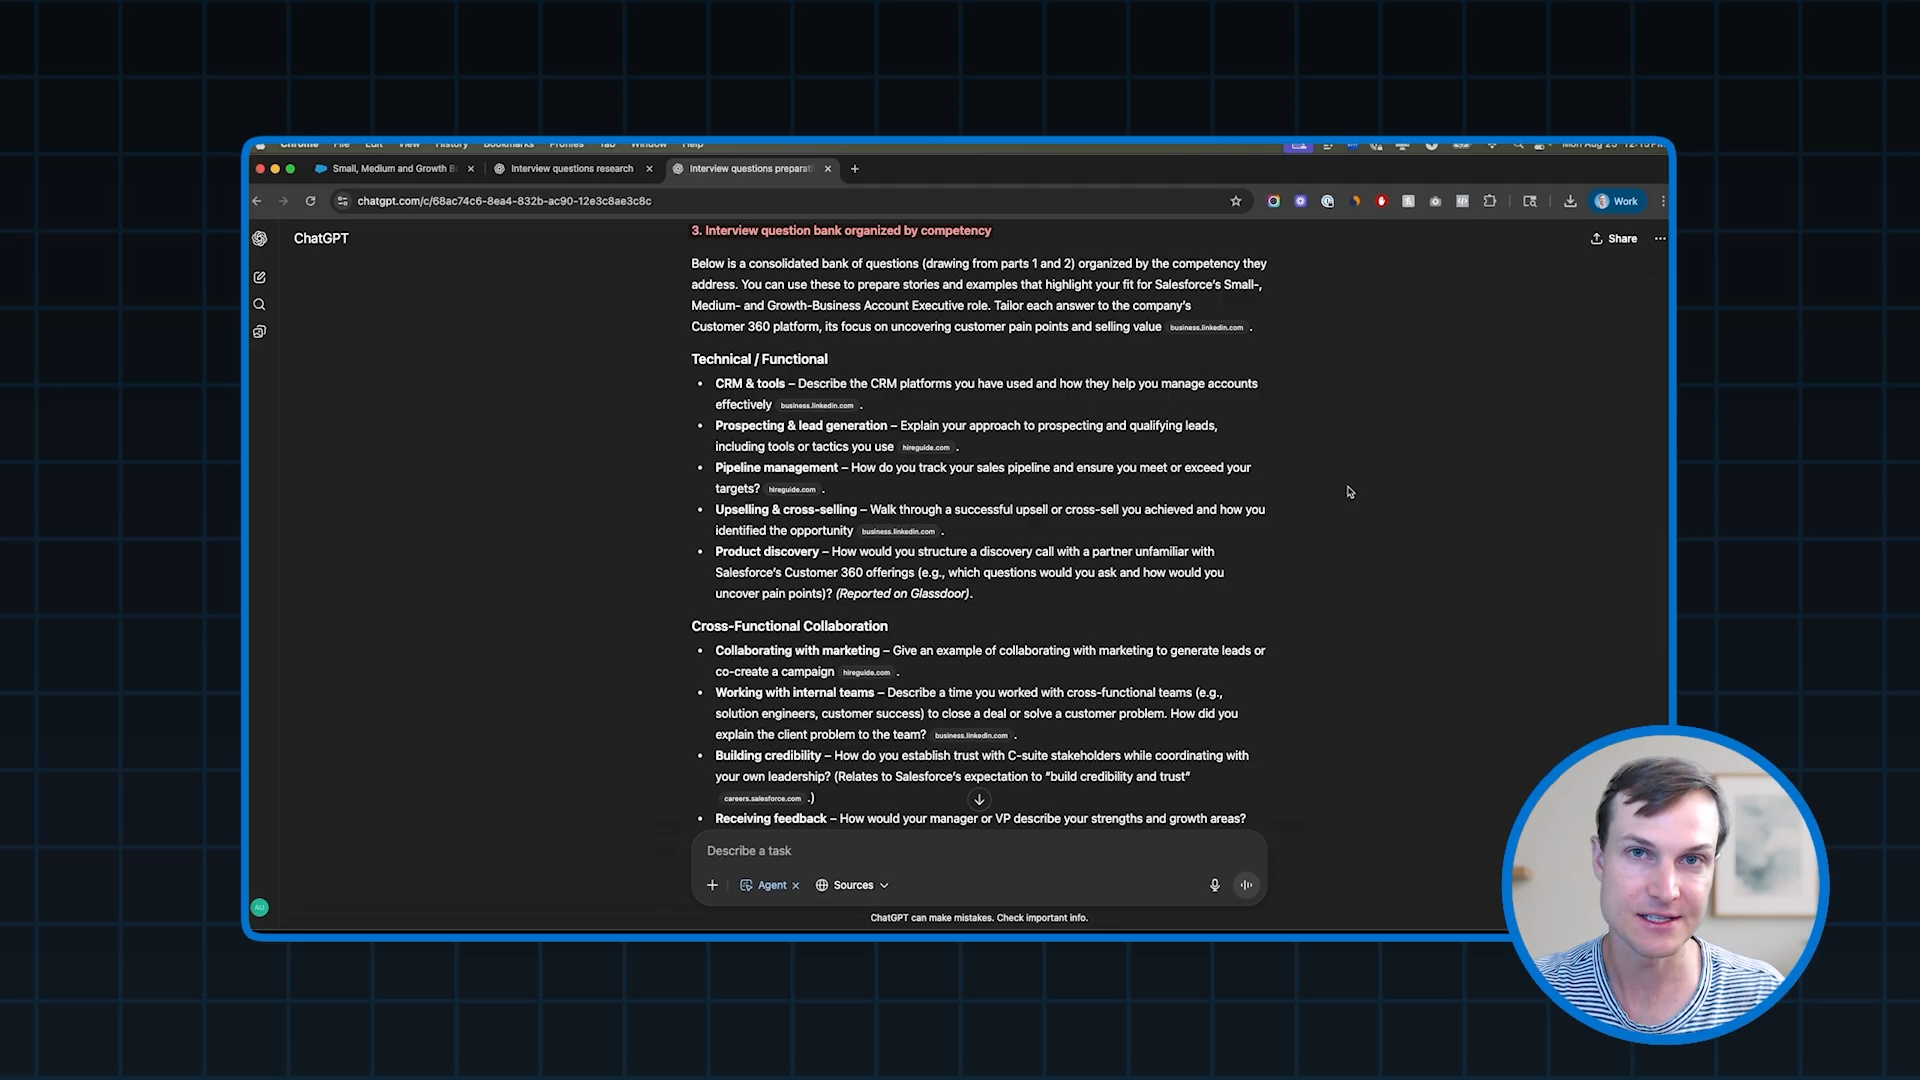 Chrome File Edit View History Bookmarks Profiles Tab Window Help
Small, Medium and Growth B
Interview questions research
Interview questions preparati
chatgpt.com/c/68ac74c6-8ea4-832b-ac90-12e3c8ae3c8c
Work
ChatGPT
Share
3. Interview question bank organized by competency
Below is a consolidated bank of questions (drawing from parts 1 and 2) organized by the competency they
address. You can use these to prepare stories and examples that highlight your fit for Salesforce's Small-,
Medium- and Growth-Business Account Executive role. Tailor each answer to the company's
Customer 360 platform, its focus on uncovering customer pain points and selling value business.linkedin.com .
Technical / Functional
• CRM & tools – Describe the CRM platforms you have used and how they help you manage accounts
effectively business.linkedin.com .
• Prospecting & lead generation – Explain your approach to prospecting and qualifying leads,
including tools or tactics you use hireguide.com .
• Pipeline management – How do you track your sales pipeline and ensure you meet or exceed your
targets? hireguide.com .
• Upselling & cross-selling – Walk through a successful upsell or cross-sell you achieved and how you
identified the opportunity business.linkedin.com .
• Product discovery – How would you structure a discovery call with a partner unfamiliar with
Salesforce's Customer 360 offerings (e.g., which questions would you ask and how would you
uncover pain points)? (Reported on Glassdoor).
Cross-Functional Collaboration
• Collaborating with marketing – Give an example of collaborating with marketing to generate leads or
co-create a campaign hireguide.com .
• Working with internal teams – Describe a time you worked with cross-functional teams (e.g.,
solution engineers, customer success) to close a deal or solve a customer problem. How did you
explain the client problem to the team? business.linkedin.com .
• Building credibility – How do you establish trust with C-suite stakeholders while coordinating with
your own leadership? (Relates to Salesforce's expectation to "build credibility and trust"
careers.salesforce.com .)
• Receiving feedback – How would your manager or VP describe your strengths and growth areas?
Describe a task
Agent
Sources
AU
ChatGPT can make mistakes. Check important info.